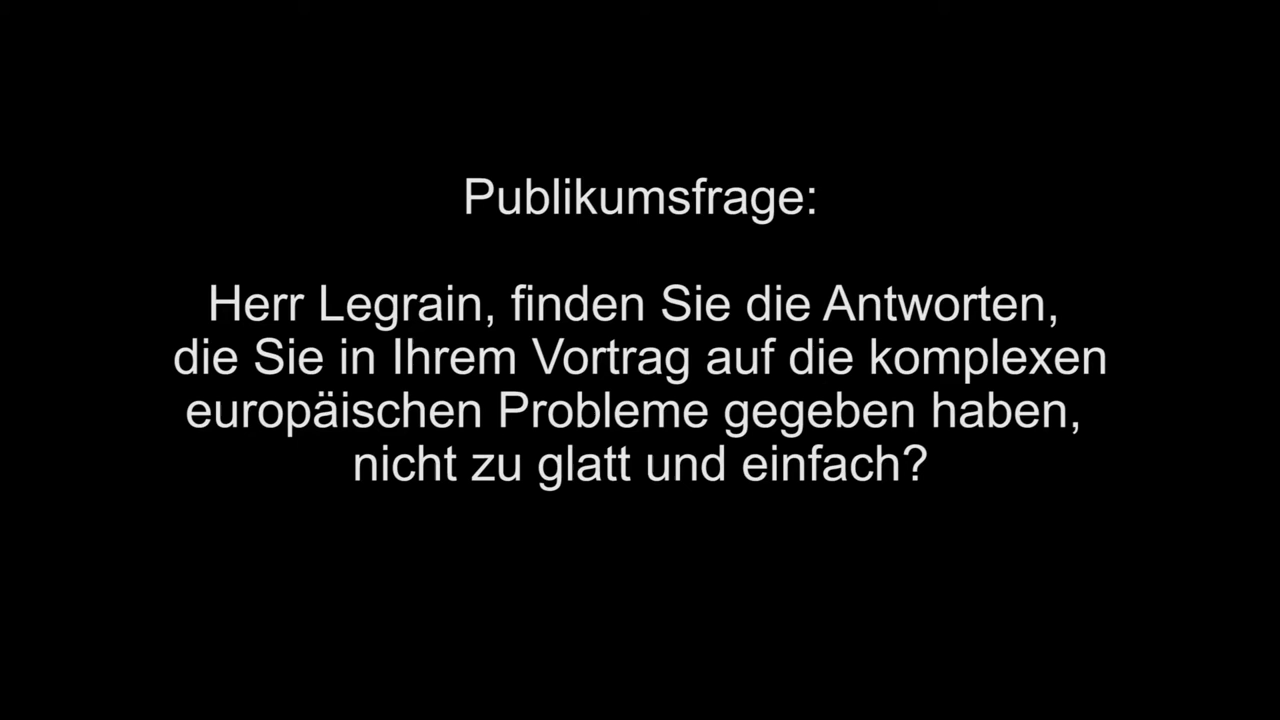 Publikumsfrage:
Herr Legrain, finden Sie die Antworten,
die Sie in Ihrem Vortrag auf die komplexen
europäischen Probleme gegeben haben,
nicht zu glatt und einfach?